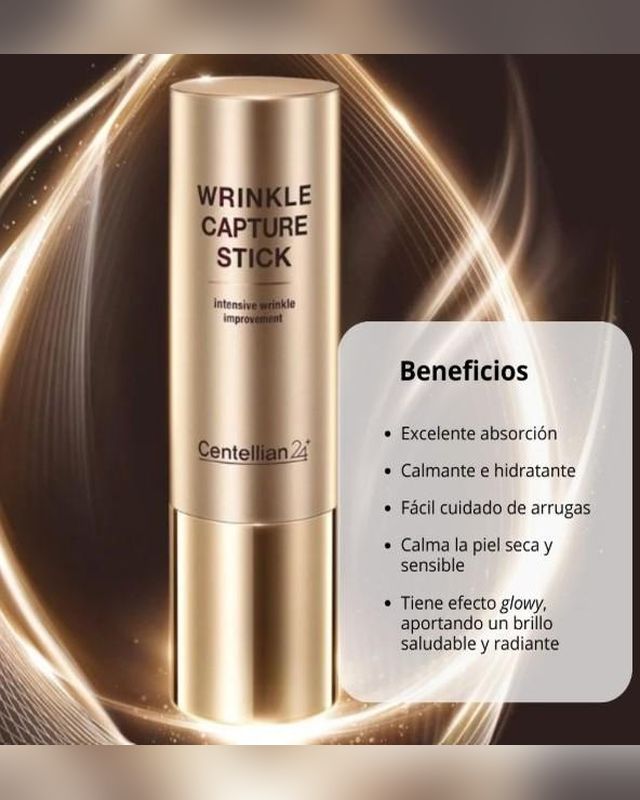 WRINKLE
CAPTURE
STICK
intensive wrinkle
improvement
Centellian24+
Beneficios
• Excelente absorción
• Calmante e hidratante
• Fácil cuidado de arrugas
• Calma la piel seca y
sensible
• Tiene efecto glowy,
aportando un brillo
saludable y radiante